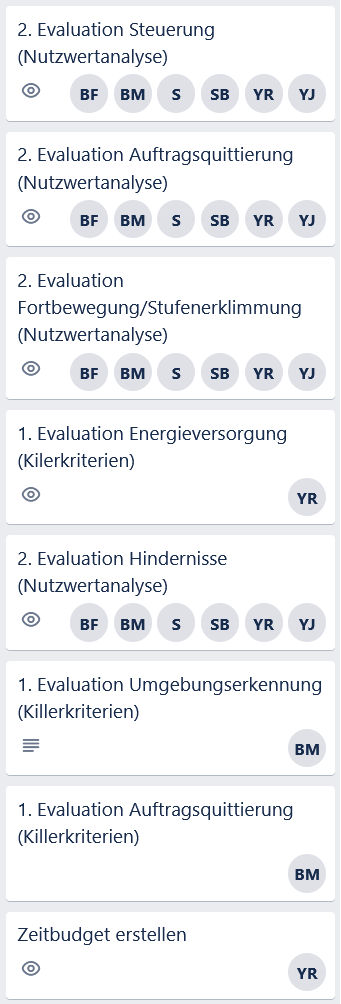 2. Evaluation Steuerung
(Nutzwertanalyse)
BF BM S SB YR YJ
2. Evaluation Auftragsquittierung
(Nutzwertanalyse)
BF BM S SB YR YJ
2. Evaluation
Fortbewegung/Stufenerklimmung
(Nutzwertanalyse)
BF BM S SB YR YJ
1. Evaluation Energieversorgung
(Kilerkriterien)
YR
2. Evaluation Hindernisse
(Nutzwertanalyse)
BF BM S SB YR YJ
1. Evaluation Umgebungserkennung
(Killerkriterien)
BM
1. Evaluation Auftragsquittierung
(Killerkriterien)
BM
Zeitbudget erstellen
YR